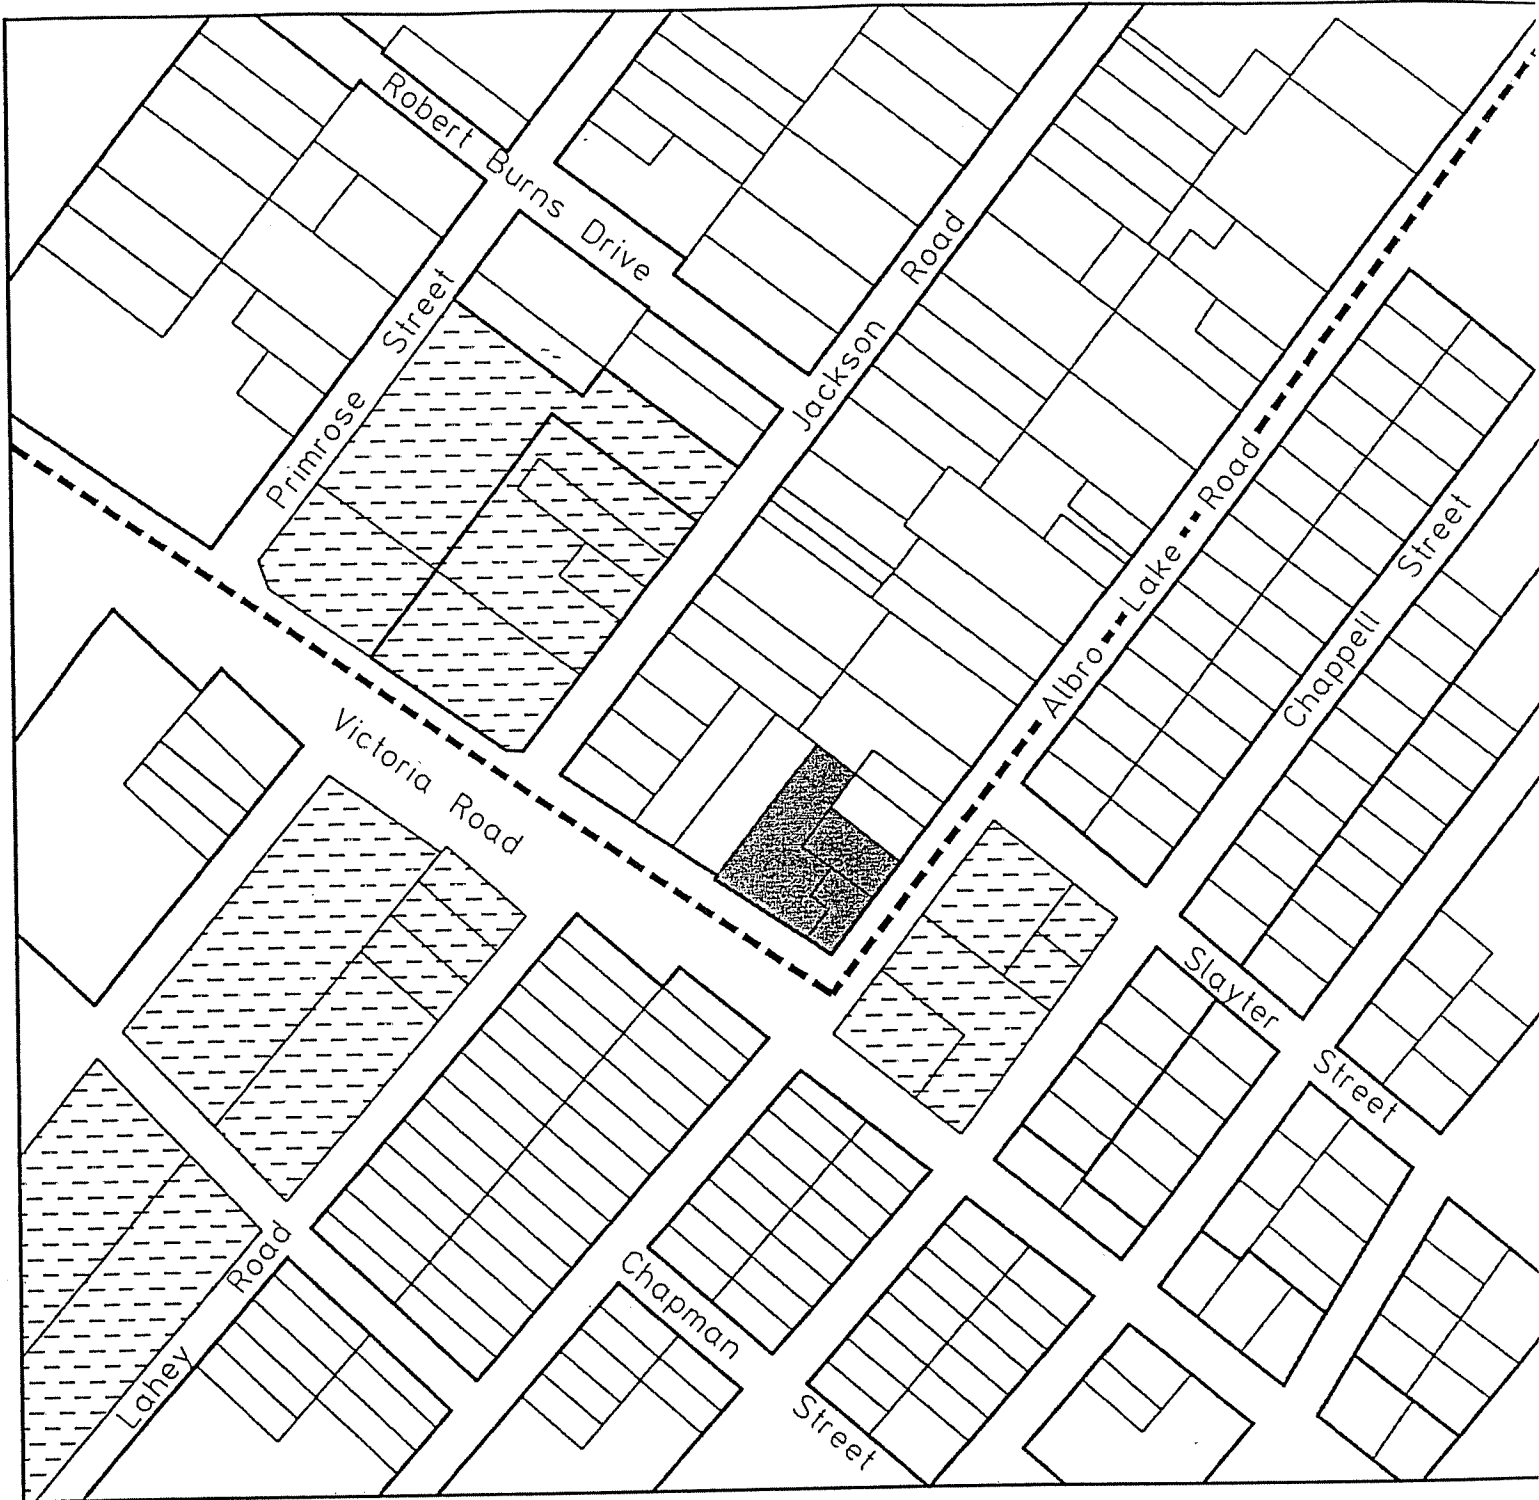 Robert Burns Drive
Primrose Street
Jackson Road
Albro Lake Road
Chappell Street
Victoria Road
Slayter Street
Lahey Road
Chapman Street